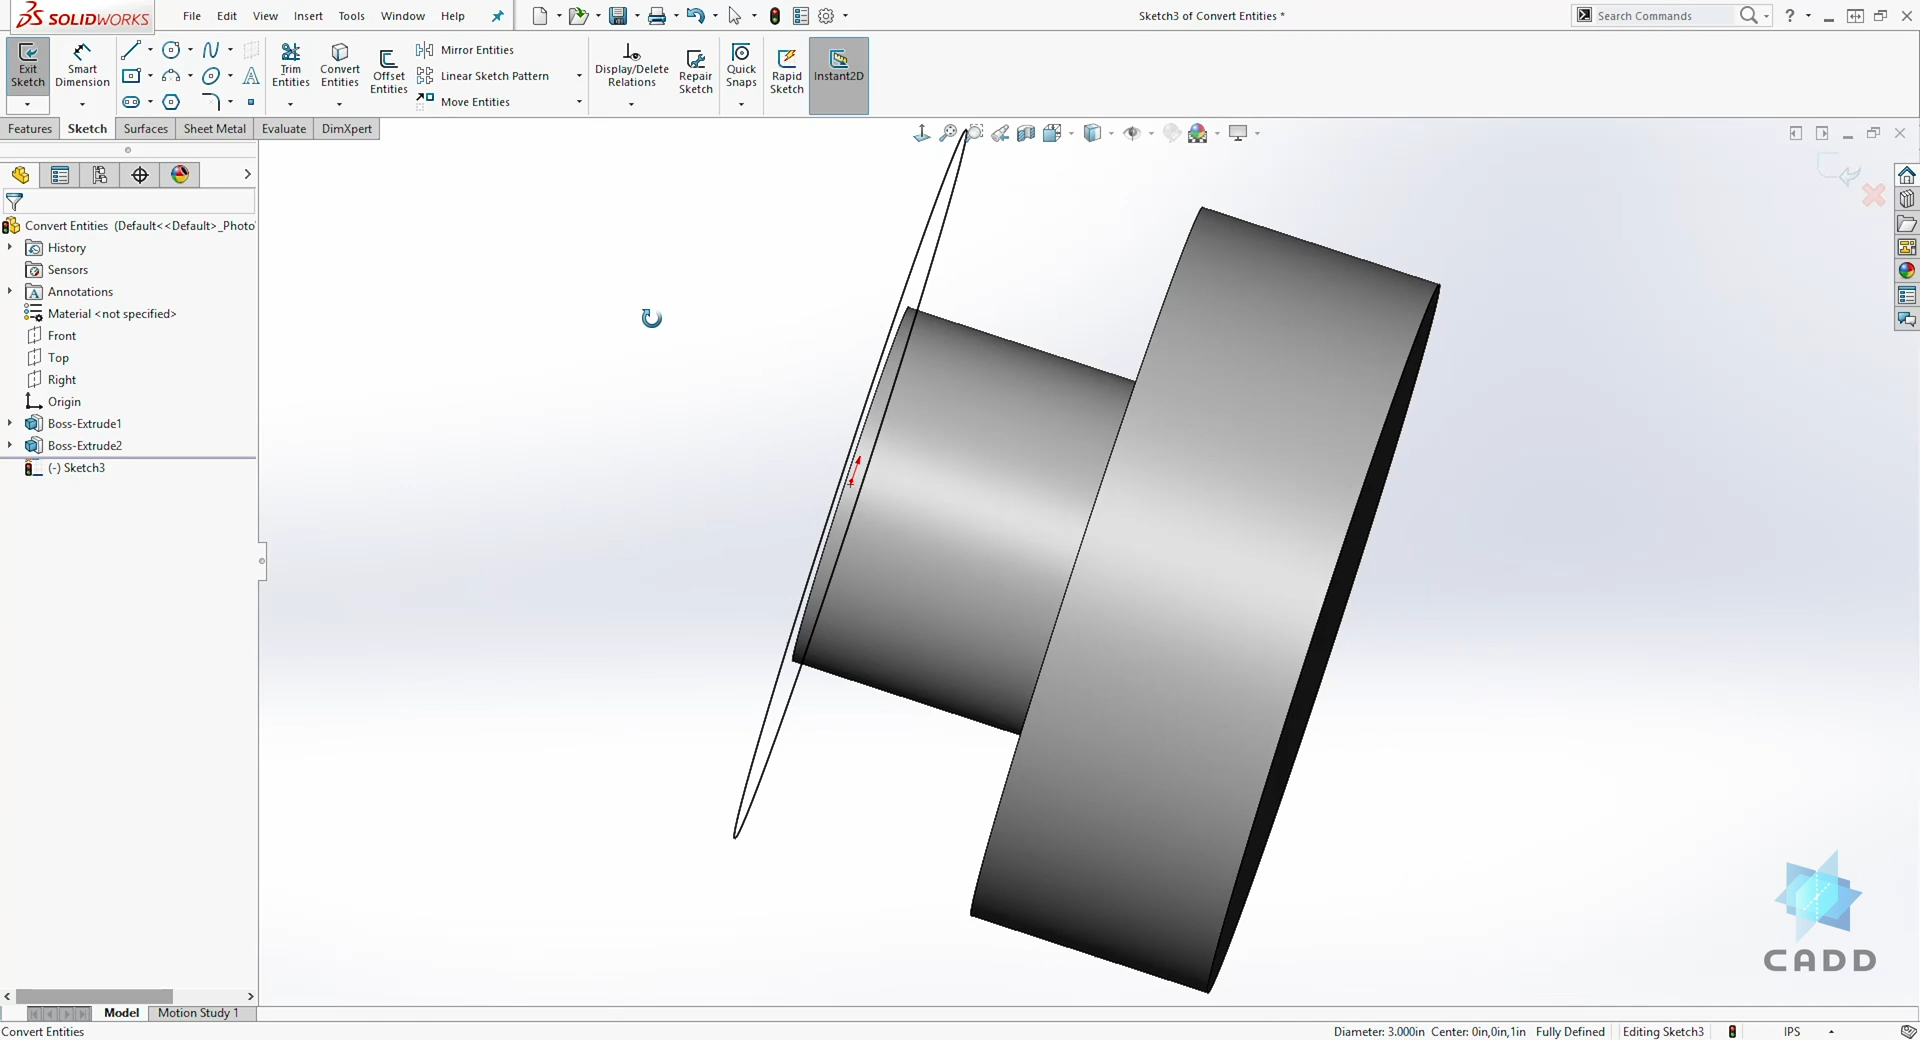 SOLIDWORKS File Edit View Insert Tools Window Help Sketch3 of Convert Entities * Search Commands ?
Exit Sketch
Smart Dimension
Trim Entities
Convert Entities
Offset Entities
Mirror Entities
Linear Sketch Pattern
Move Entities
Display/Delete Relations
Repair Sketch
Quick Snaps
Rapid Sketch
Instant2D
Features Sketch Surfaces Sheet Metal Evaluate DimXpert
Convert Entities (Default<<Default>_Photo
History
Sensors
Annotations
Material <not specified>
Front
Top
Right
Origin
Boss-Extrude1
Boss-Extrude2
(-) Sketch3
CADD
Model Motion Study 1
Convert Entities Diameter: 3.000in Center: 0in,0in,1in Fully Defined Editing Sketch3 IPS